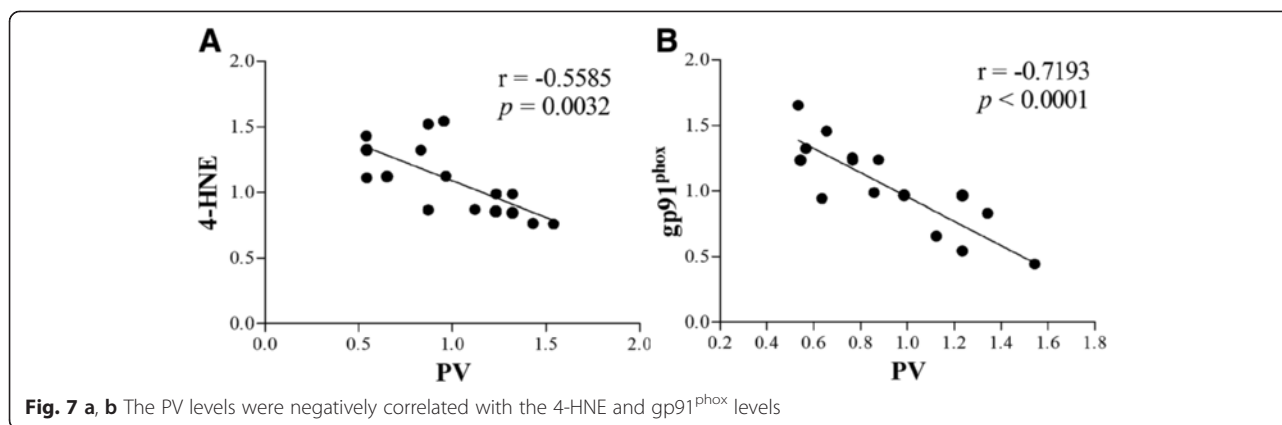 A
2.0
1.5
1.0
0.5
0.0
4-HNE
r = -0.5585
p = 0.0032
0.0 0.5 1.0 1.5 2.0
PV
B
2.0
1.5
1.0
0.5
0.0
gp91phox
r = -0.7193
p < 0.0001
0.2 0.4 0.6 0.8 1.0 1.2 1.4 1.6 1.8
PV
Fig. 7 a, b The PV levels were negatively correlated with the 4-HNE and gp91phox levels